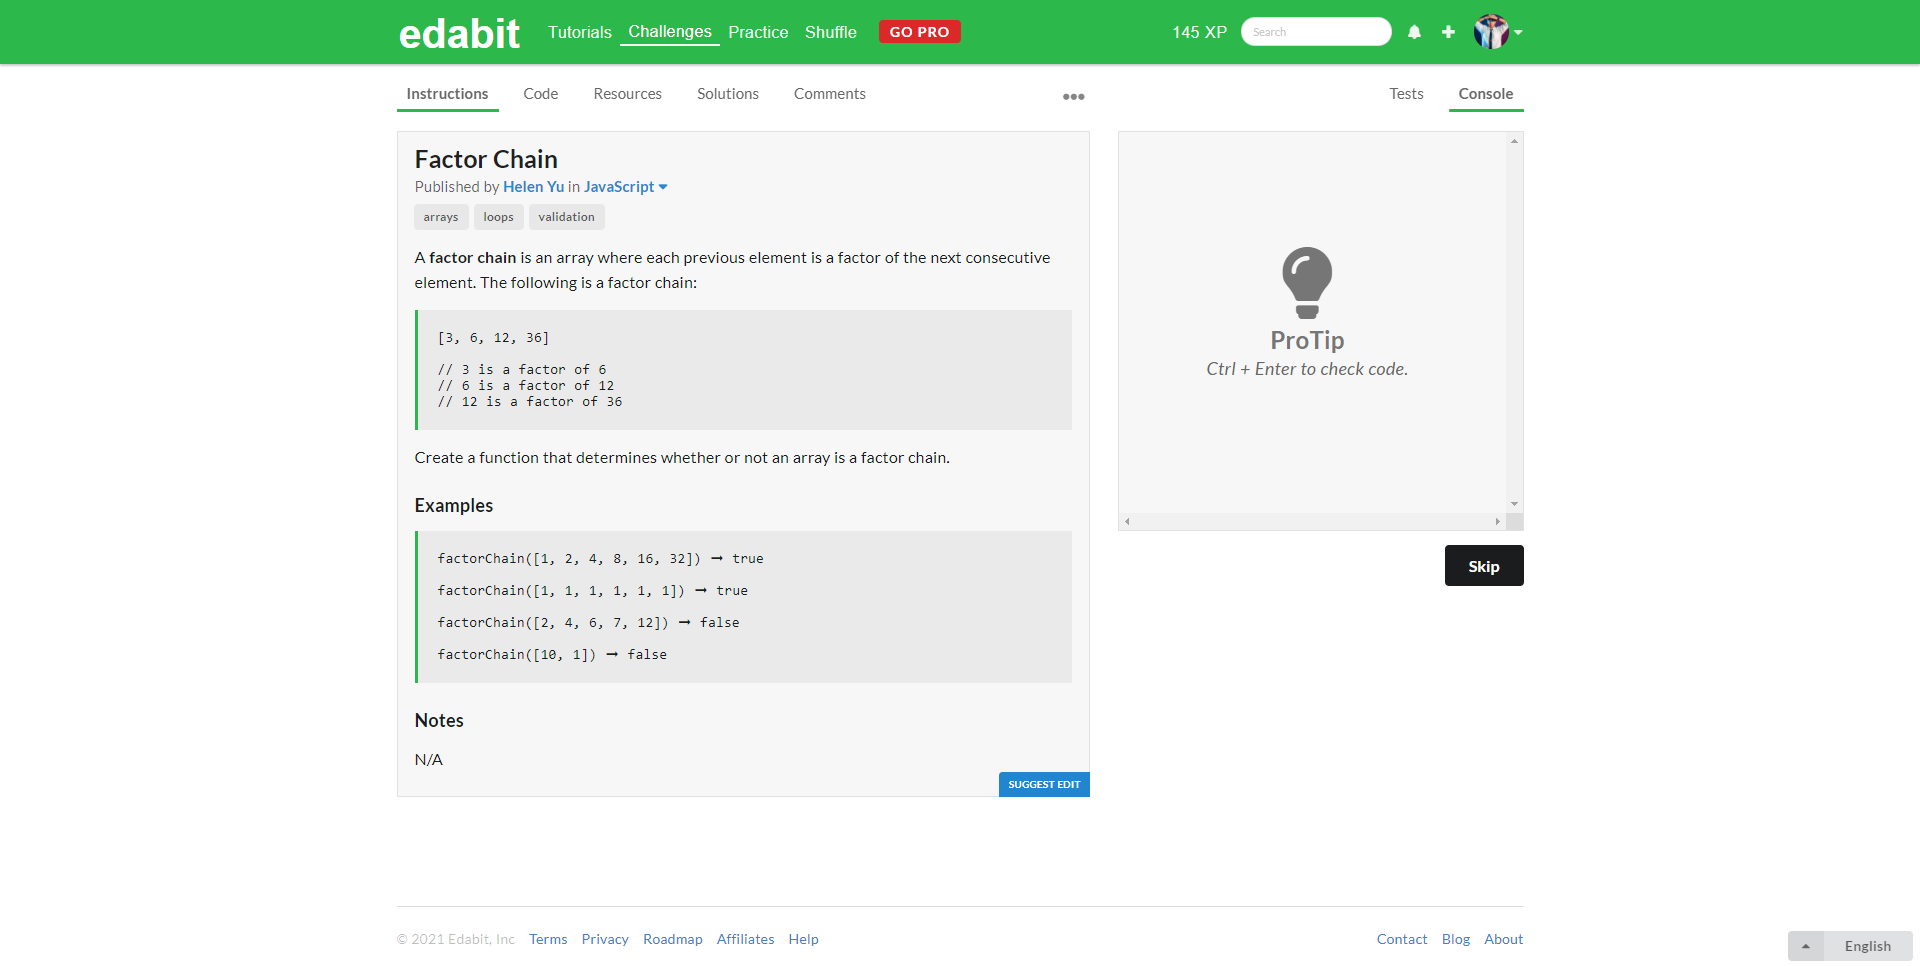 edabit
Tutorials Challenges Practice Shuffle GO PRO 145 XP Search
Instructions Code Resources Solutions Comments ••• Tests Console
Factor Chain
Published by Helen Yu in JavaScript
arrays loops validation
A factor chain is an array where each previous element is a factor of the next consecutive
element. The following is a factor chain:
[3, 6, 12, 36]
// 3 is a factor of 6
// 6 is a factor of 12
// 12 is a factor of 36
Create a function that determines whether or not an array is a factor chain.
Examples
factorChain([1, 2, 4, 8, 16, 32]) ➞ true
factorChain([1, 1, 1, 1, 1, 1]) ➞ true
factorChain([2, 4, 6, 7, 12]) ➞ false
factorChain([10, 1]) ➞ false
Notes
N/A
SUGGEST EDIT
ProTip
Ctrl + Enter to check code.
Skip
© 2021 Edabit, Inc Terms Privacy Roadmap Affiliates Help Contact Blog About
English